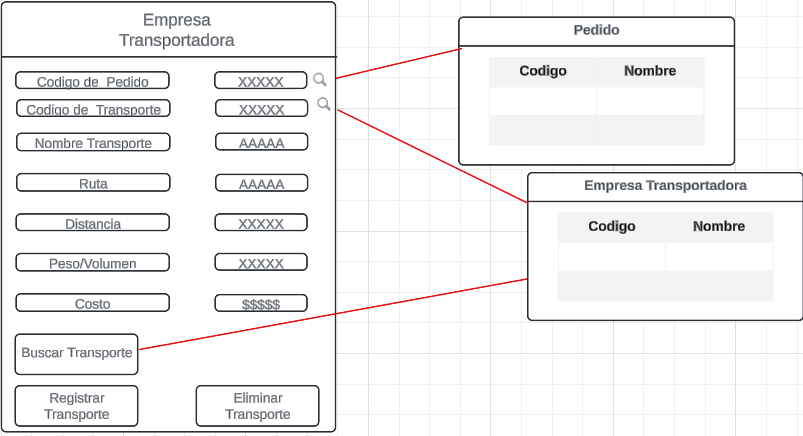 Empresa
Transportadora
Codigo de  Pedido
XXXXX
Codigo de  Transporte
XXXXX
Nombre Transporte
AAAAA
Ruta
AAAAA
Distancia
XXXXX
Peso/Volumen
XXXXX
Costo
$$$$$
Buscar Transporte
Registrar
Transporte
Eliminar
Transporte
Pedido
Codigo
Nombre
Empresa Transportadora
Codigo
Nombre